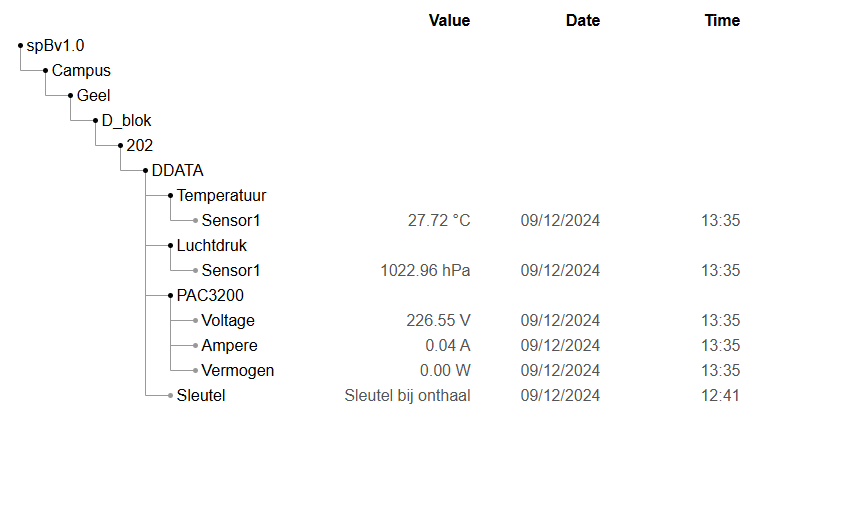 Value Date Time
spBv1.0
Campus
Geel
D_blok
202
DDATA
Temperatuur
Sensor1 27.72 °C 09/12/2024 13:35
Luchtdruk
Sensor1 1022.96 hPa 09/12/2024 13:35
PAC3200
Voltage 226.55 V 09/12/2024 13:35
Ampere 0.04 A 09/12/2024 13:35
Vermogen 0.00 W 09/12/2024 13:35
Sleutel Sleutel bij onthaal 09/12/2024 12:41